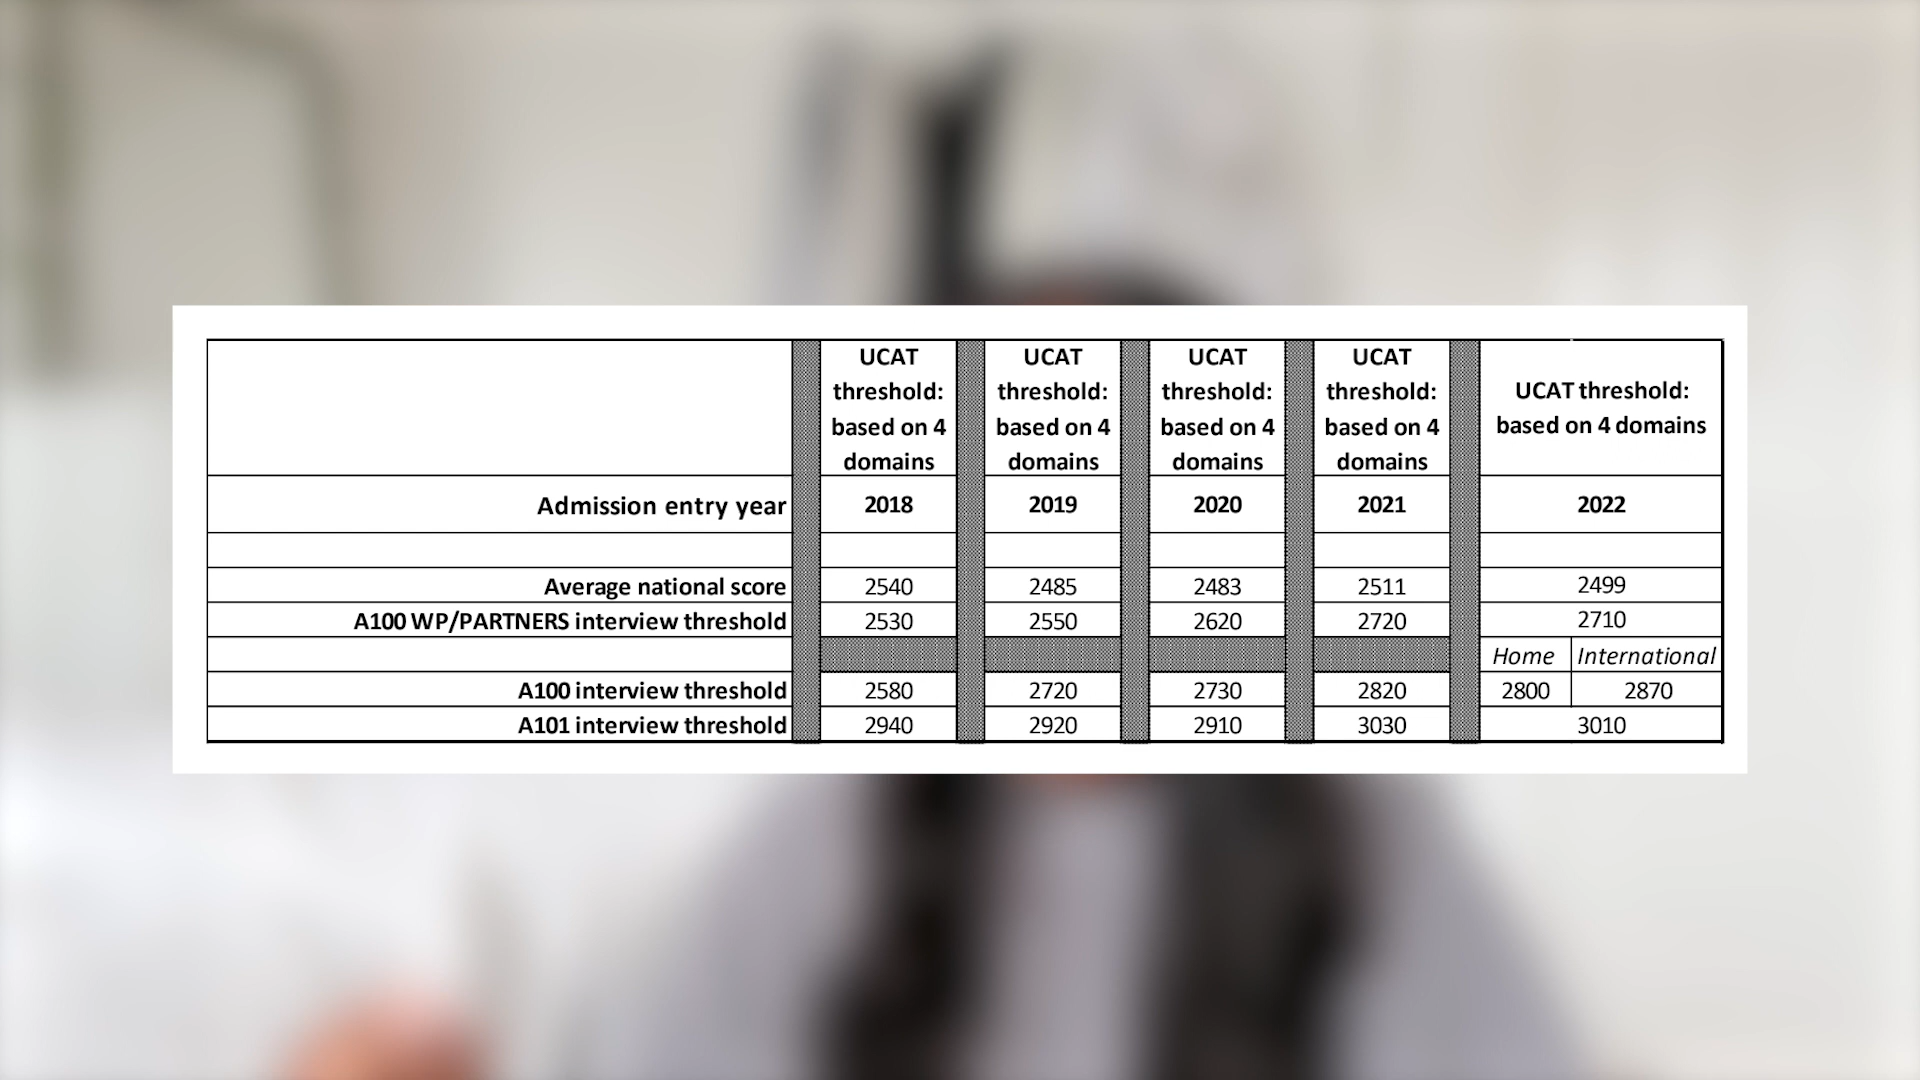 UCAT threshold: based on 4 domains UCAT threshold: based on 4 domains UCAT threshold: based on 4 domains UCAT threshold: based on 4 domains UCAT threshold: based on 4 domains
Admission entry year 2018 2019 2020 2021 2022
Average national score 2540 2485 2483 2511 2499
A100 WP/PARTNERS interview threshold 2530 2550 2620 2720 2710
Home International
A100 interview threshold 2580 2720 2730 2820 2800 2870
A101 interview threshold 2940 2920 2910 3030 3010